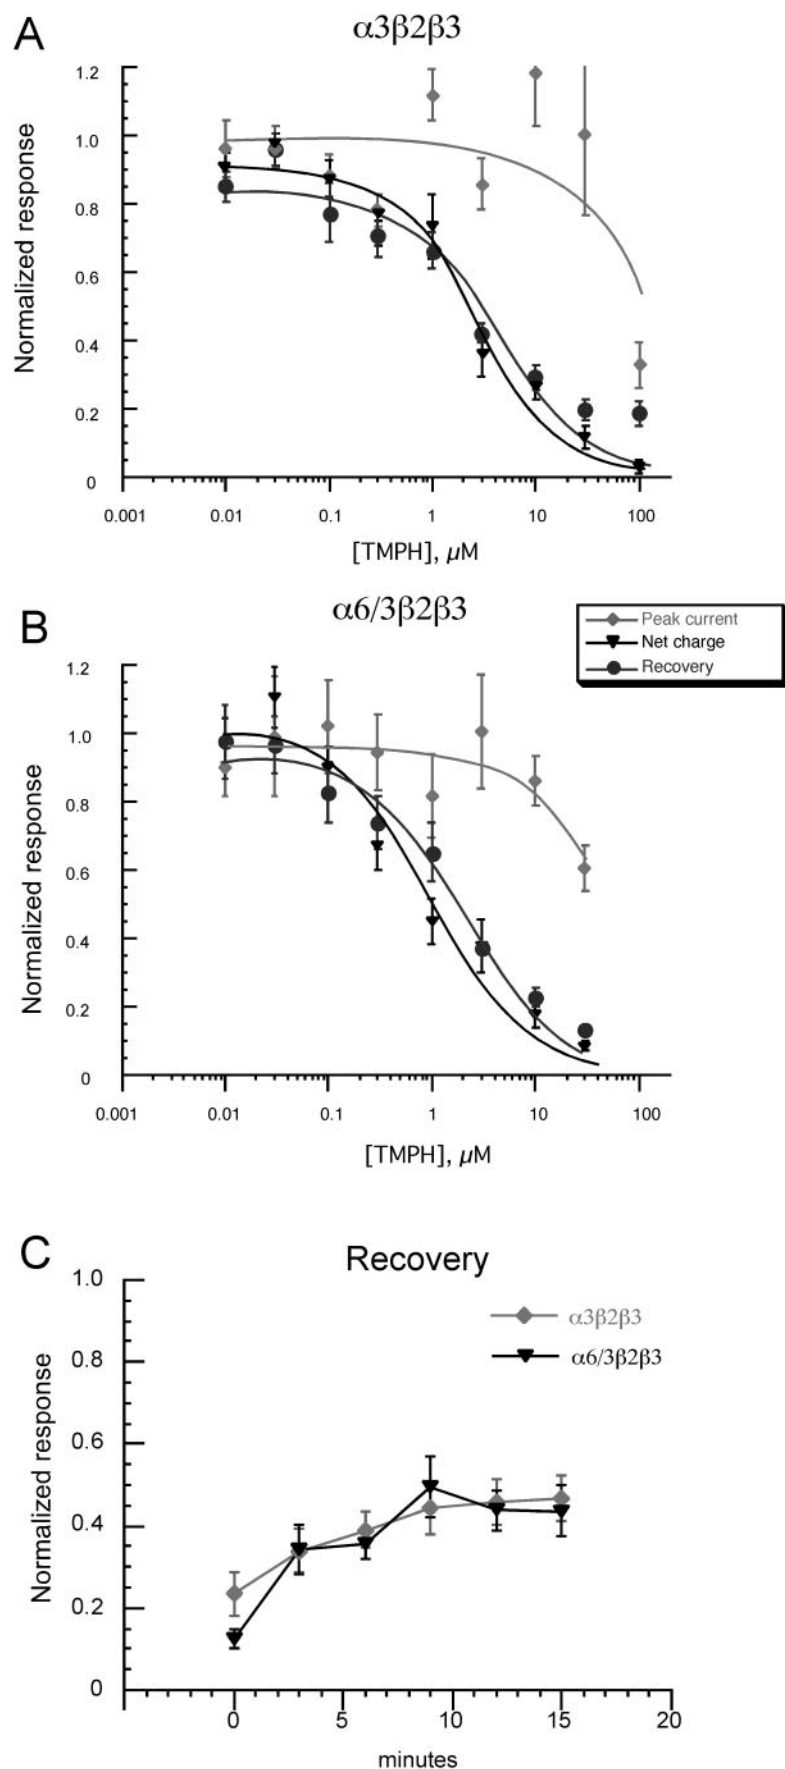 A
α3β2β3
1.2
1.0
0.8
0.6
0.4
0.2
0
Normalized response
0.001 0.01 0.1 1 10 100
[TMPH], μM
B
α6/3β2β3
Peak current
Net charge
Recovery
1.2
1.0
0.8
0.6
0.4
0.2
0
Normalized response
0.001 0.01 0.1 1 10 100
[TMPH], μM
C
Recovery
α3β2β3
α6/3β2β3
1.0
0.8
0.6
0.4
0.2
0
Normalized response
0 5 10 15 20
minutes